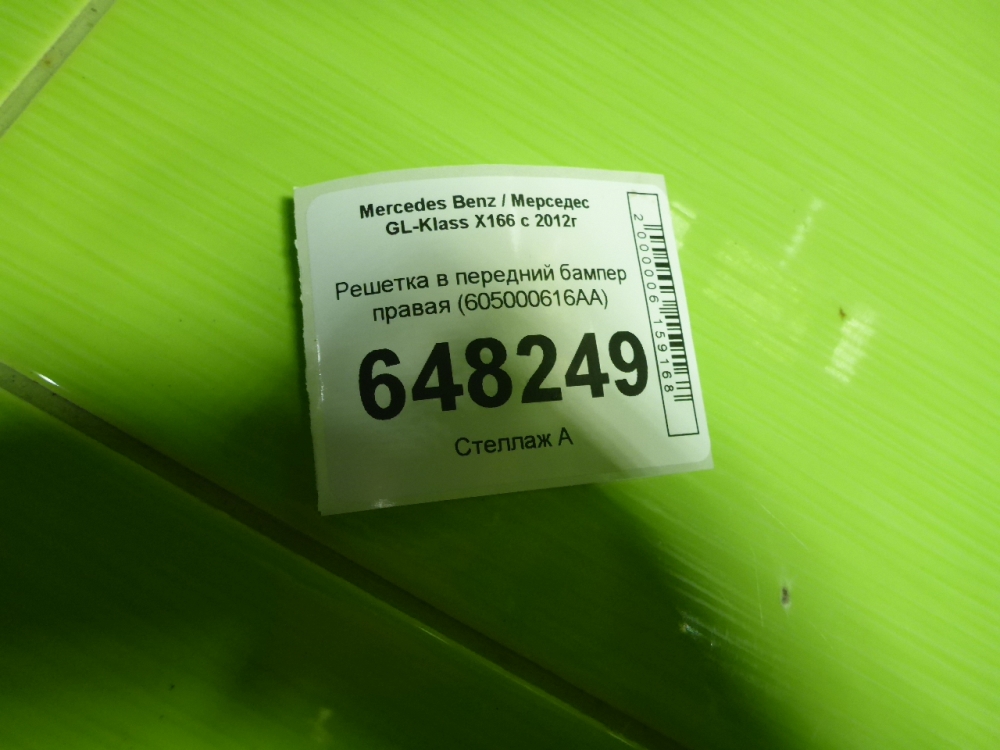 Mercedes Benz / Мерседес
GL-Klass X166 с 2012г
Решетка в передний бампер
правая (605000616AA)
648249
Стеллаж А
2000006159168